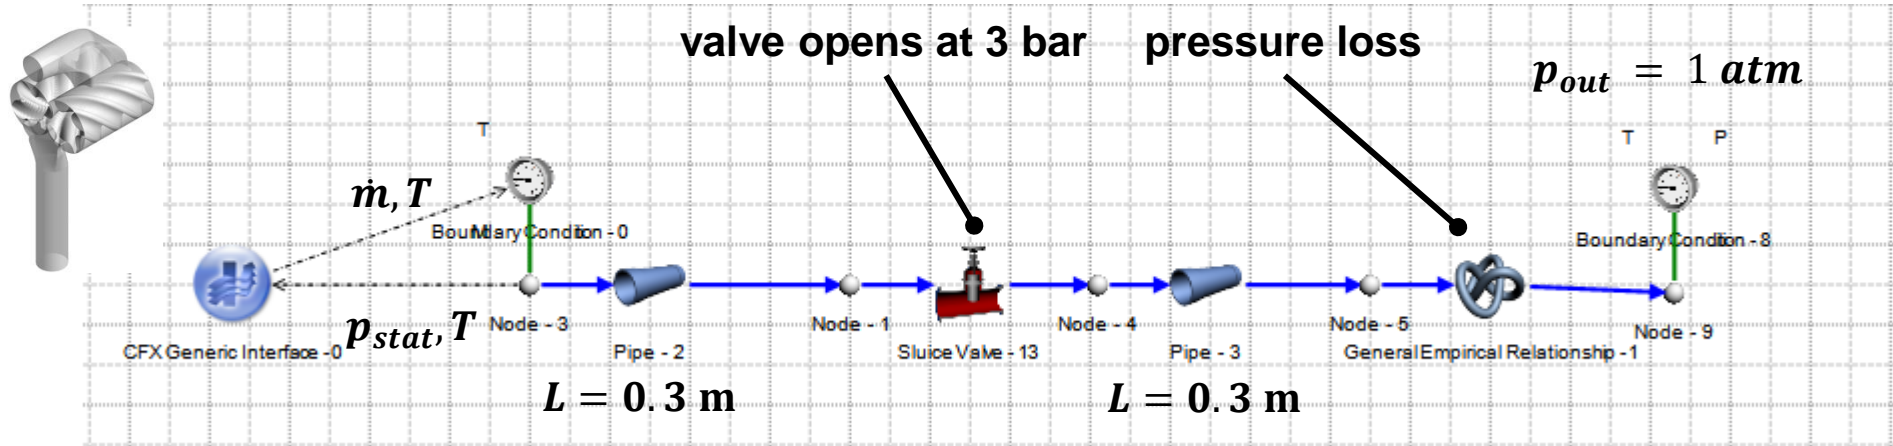 valve opens at 3 bar
pressure loss
p_out = 1 atm
T
T P
ṁ, T
Boundary Condition - 0
Boundary Condition - 8
p_stat, T
Node - 3
Node - 1
Node - 4
Node - 5
Node - 9
CFX Generic Interface - 0
Pipe - 2
Sluice Valve - 13
Pipe - 3
General Empirical Relationship - 1
L = 0.3 m
L = 0.3 m